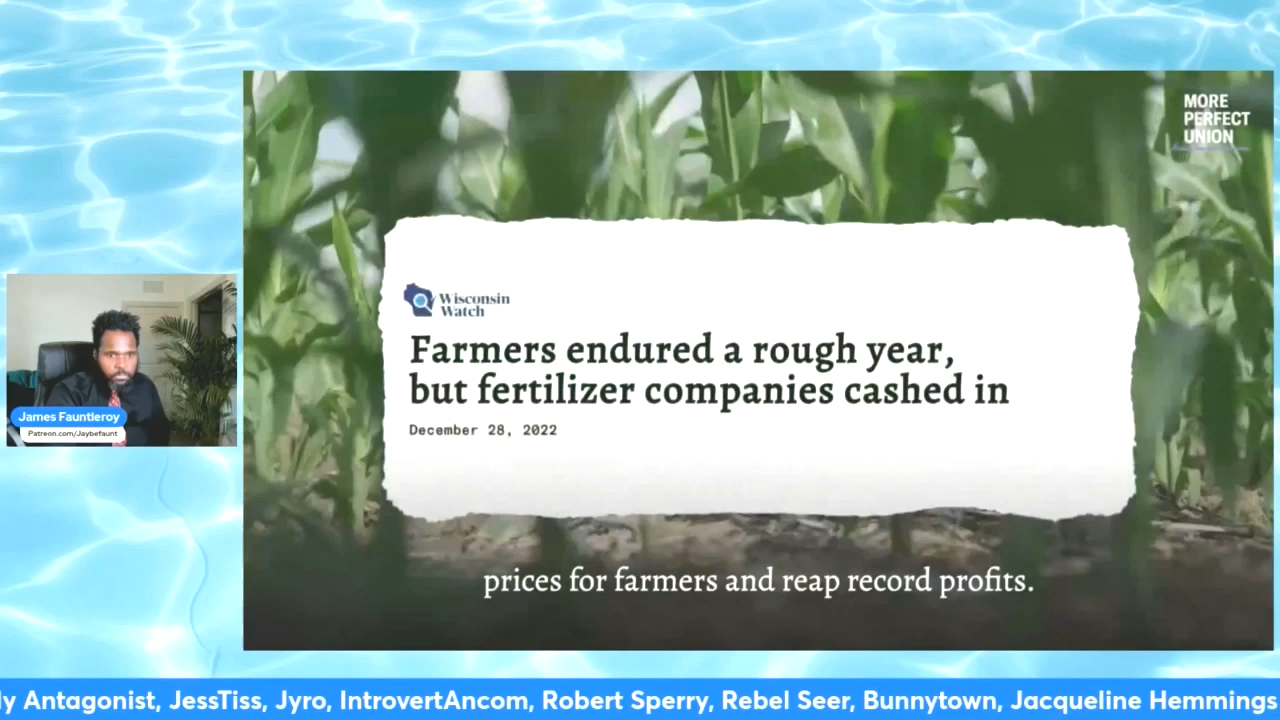 MORE
PERFECT
UNION
Wisconsin
Watch
Farmers endured a rough year,
but fertilizer companies cashed in
December 28, 2022
prices for farmers and reap record profits.
James Fauntleroy
Patreon.com/Jaybefaunt
Antagonist, JessTiss, Jyro, IntrovertAncom, Robert Sperry, Rebel Seer, Bunnytown, Jacqueline Hemmings